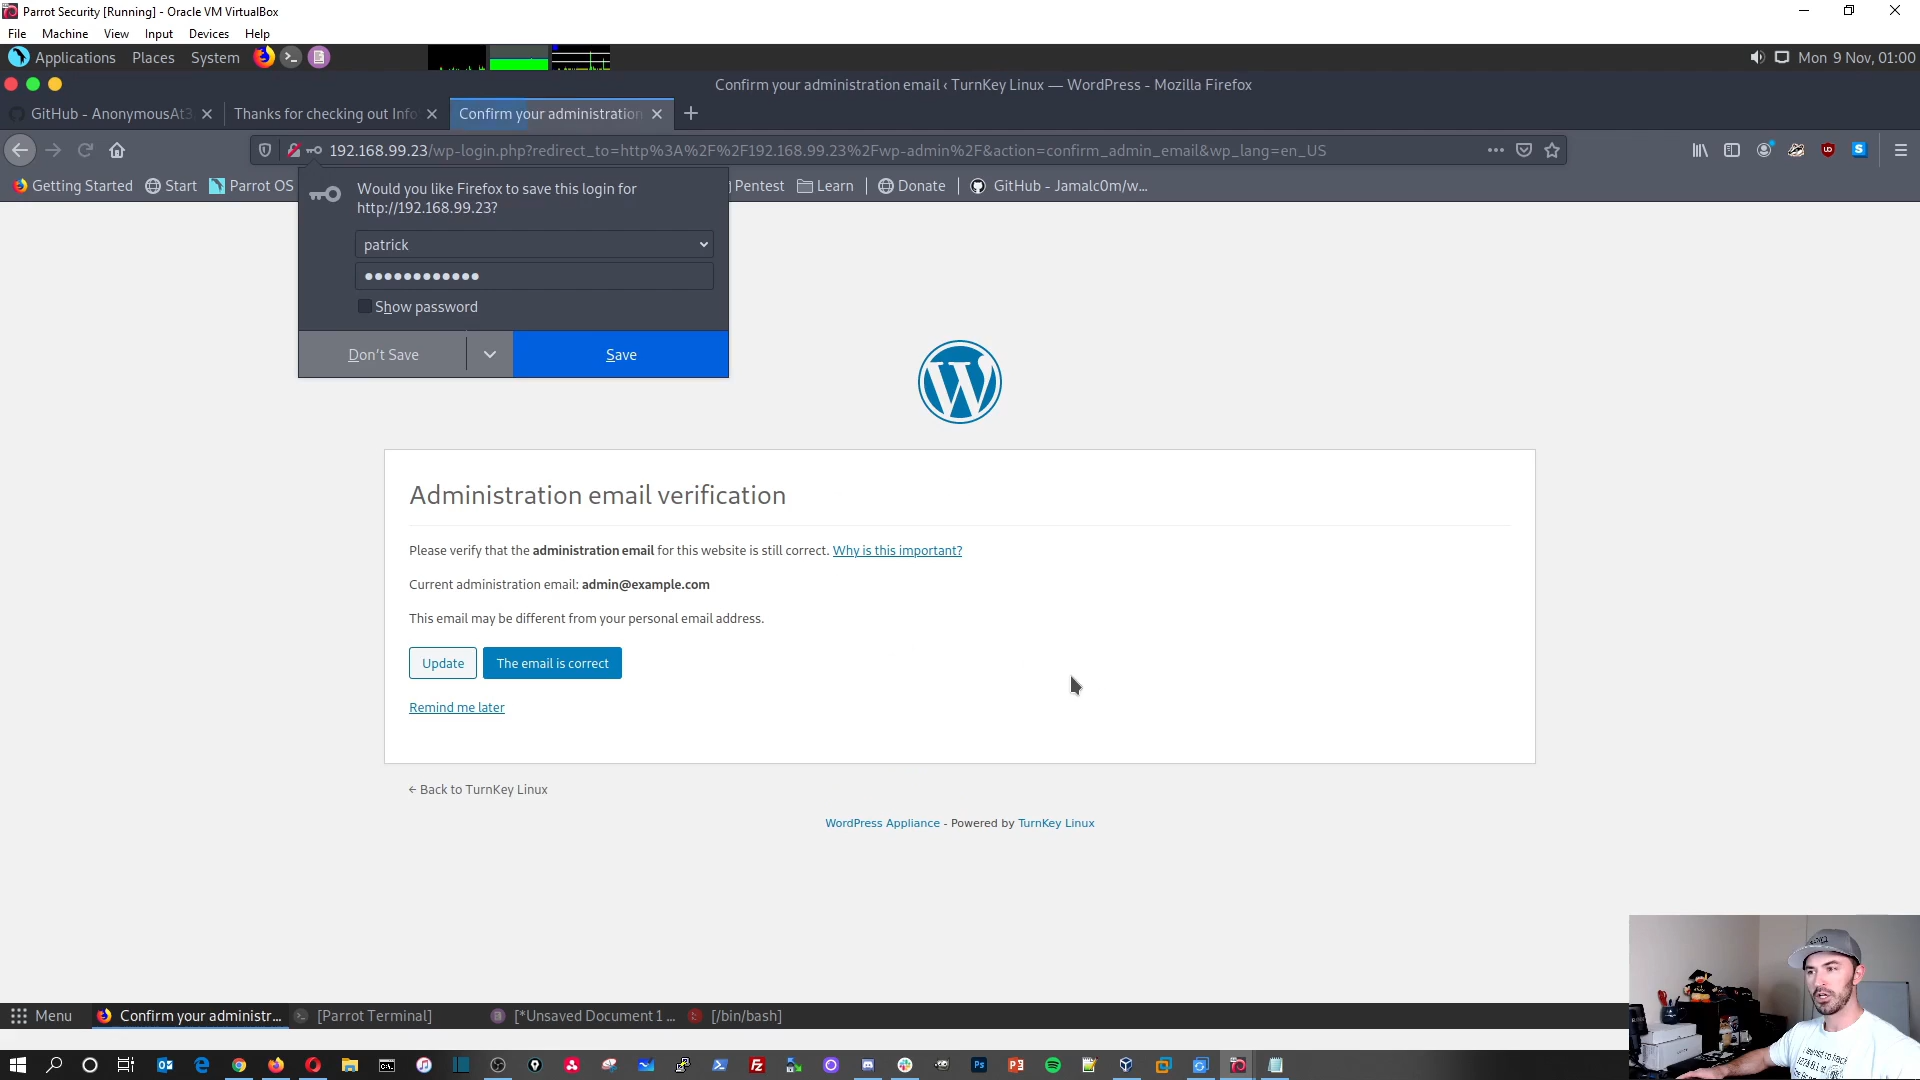 Parrot Security [Running] - Oracle VM VirtualBox
File Machine View Input Devices Help
Applications Places System Mon 9 Nov, 01:00
Confirm your administration email ‹ TurnKey Linux — WordPress - Mozilla Firefox
GitHub - AnonymousAt3 Thanks for checking out Info Confirm your administration
192.168.99.23/wp-login.php?redirect_to=http%3A%2F%2F192.168.99.23%2Fwp-admin%2F&action=confirm_admin_email&wp_lang=en_US
Getting Started Start Parrot OS Pentest Learn Donate GitHub - Jamalc0m/w...
Would you like Firefox to save this login for
http://192.168.99.23?
patrick
Show password
Don't Save Save
Administration email verification
Please verify that the administration email for this website is still correct. Why is this important?
Current administration email: admin@example.com
This email may be different from your personal email address.
Update The email is correct
Remind me later
← Back to TurnKey Linux
WordPress Appliance - Powered by TurnKey Linux
Menu Confirm your administr... [Parrot Terminal] [*Unsaved Document 1 ... [/bin/bash]